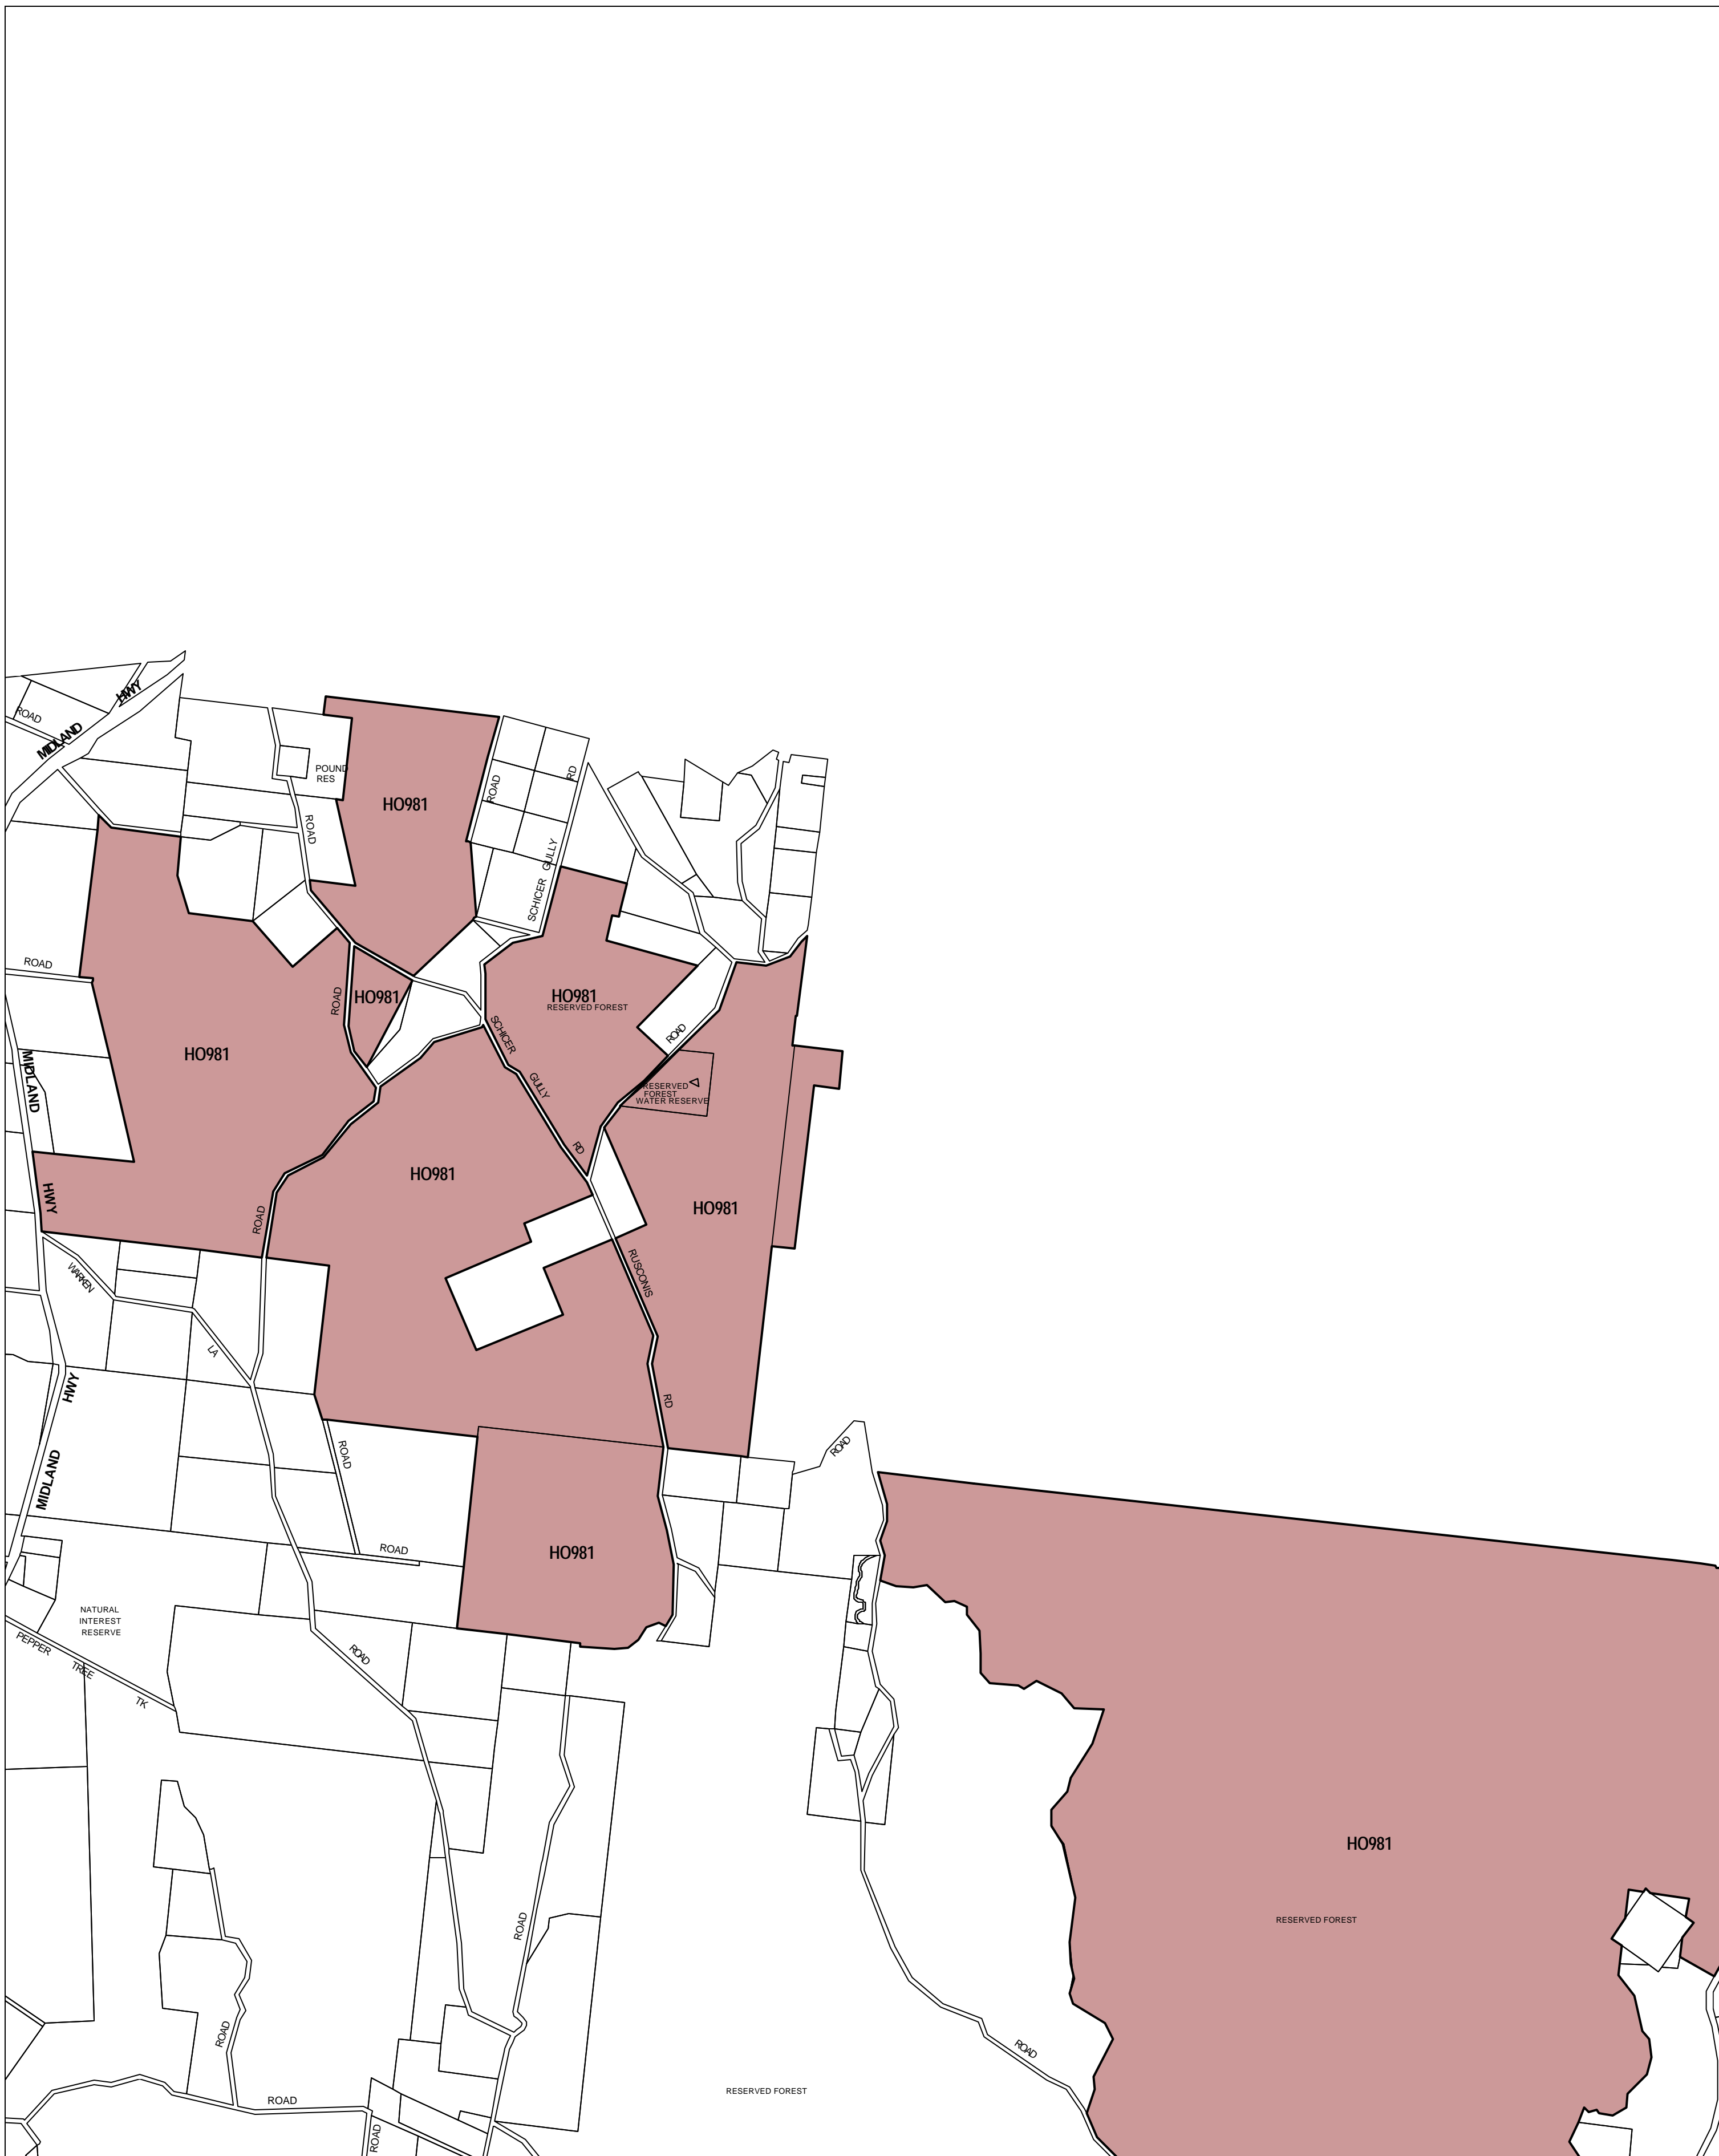 HWY
ROAD
MIDLAND
POUND
RES
HO981
ROAD
RD
ROAD
GULLY
SCHICER
ROAD
HO981
HO981
RESERVED FOREST
ROAD
SCHICER
ROAD
HO981
MIDLAND
GULLY
RESERVED
FOREST
WATER RESERVE
RD
HO981
HWY
HO981
ROAD
WARREN
RUSCONIS
LA
HWY
RD
ROAD
ROAD
MIDLAND
ROAD
HO981
NATURAL
INTEREST
RESERVE
PEPPER
TREE
TK
ROAD
HO981
RESERVED FOREST
ROAD
ROAD
ROAD
RESERVED FOREST
ROAD
ROAD